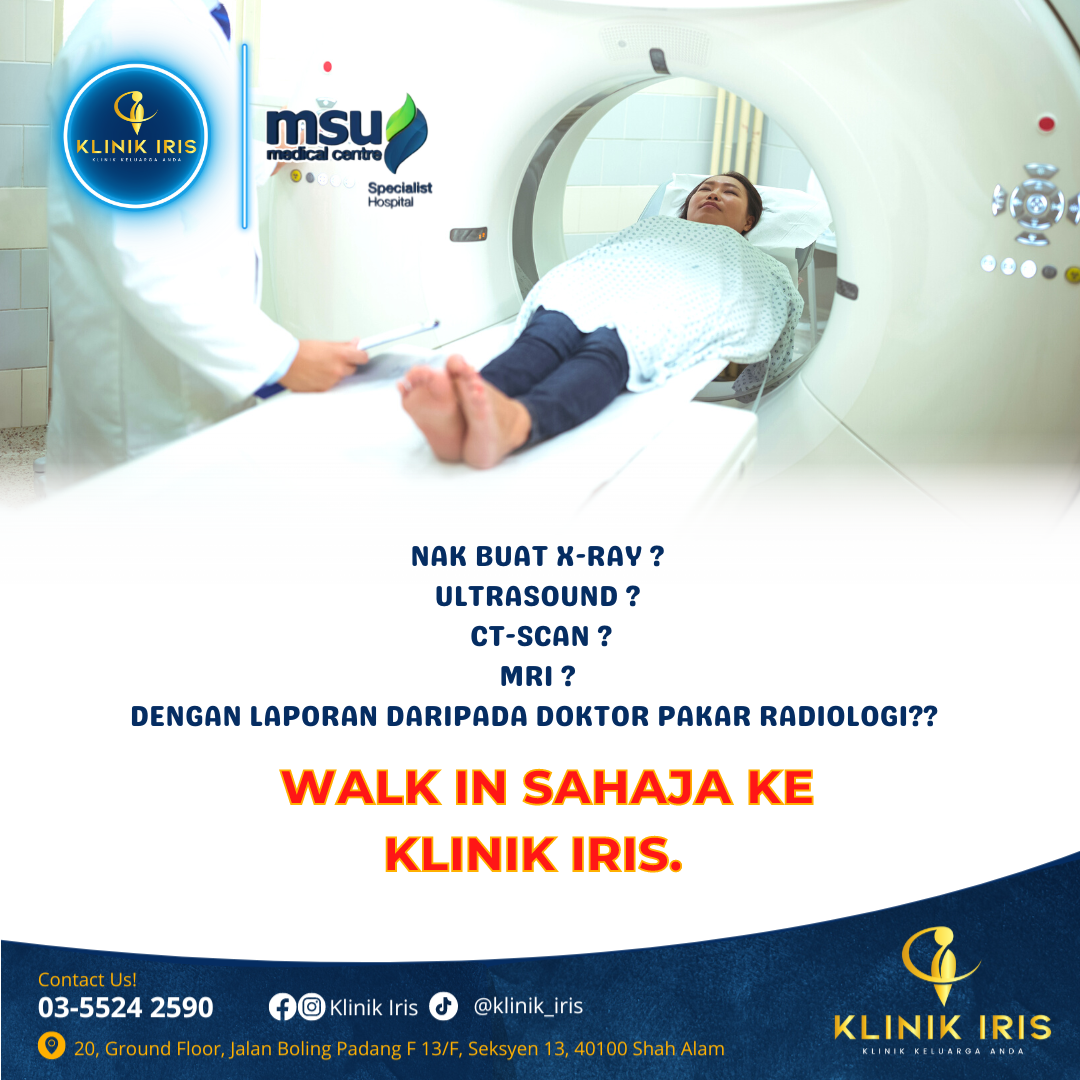 KLINIK IRIS
KLINIK KELUARGA ANDA
msu
medical centre
Specialist
Hospital
NAK BUAT X-RAY ?
ULTRASOUND ?
CT-SCAN ?
MRI ?
DENGAN LAPORAN DARIPADA DOKTOR PAKAR RADIOLOGI??
WALK IN SAHAJA KE
KLINIK IRIS.
Contact Us!
03-5524 2590
Klinik Iris
@klinik_iris
20, Ground Floor, Jalan Boling Padang F 13/F, Seksyen 13, 40100 Shah Alam
KLINIK IRIS
KLINIK KELUARGA ANDA